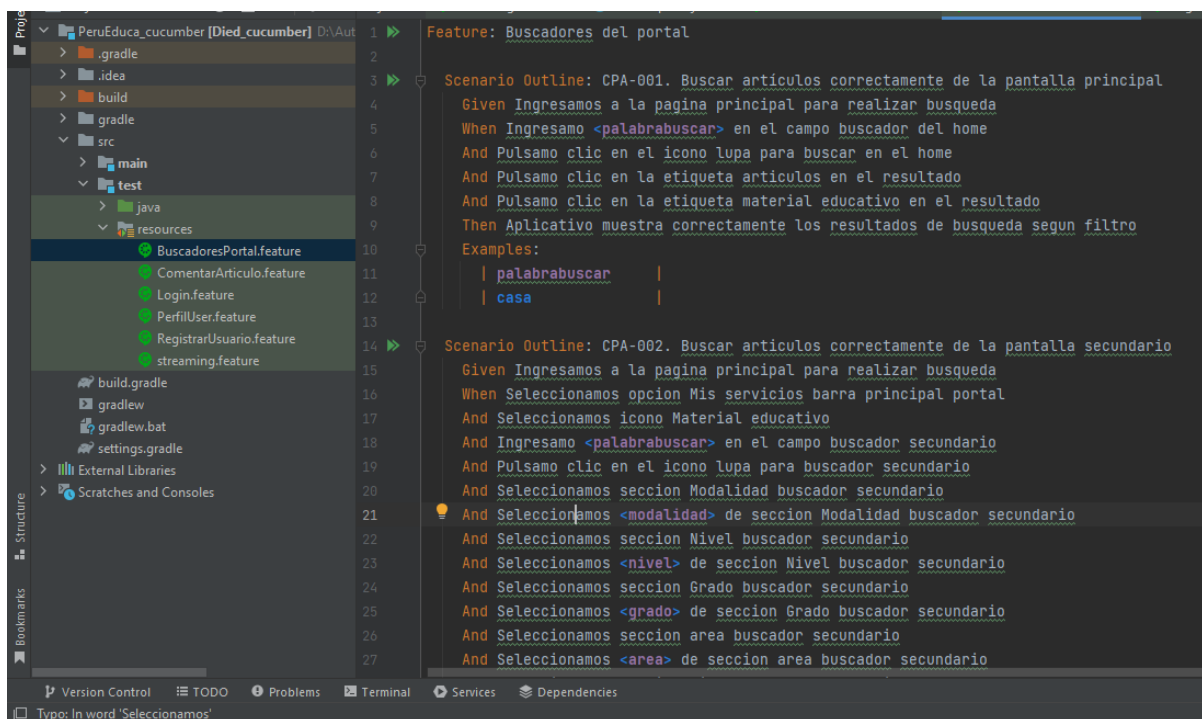 Proje
PeruEduca_cucumber [Died_cucumber] D:\Aut
.gradle
.idea
build
gradle
src
main
test
java
resources
BuscadoresPortal.feature
ComentarArticulo.feature
Login.feature
PerfilUser.feature
RegistrarUsuario.feature
streaming.feature
build.gradle
gradlew
gradlew.bat
settings.gradle
External Libraries
Scratches and Consoles
Structure
Bookmarks
1 Feature: Buscadores del portal
2
3 Scenario Outline: CPA-001. Buscar articulos correctamente de la pantalla principal
4 Given Ingresamos a la pagina principal para realizar busqueda
5 When Ingresamo <palabrabuscar> en el campo buscador del home
6 And Pulsamo clic en el icono lupa para buscar en el home
7 And Pulsamo clic en la etiqueta articulos en el resultado
8 And Pulsamo clic en la etiqueta material educativo en el resultado
9 Then Aplicativo muestra correctamente los resultados de busqueda segun filtro
10 Examples:
11 | palabrabuscar |
12 | casa |
13
14 Scenario Outline: CPA-002. Buscar articulos correctamente de la pantalla secundario
15 Given Ingresamos a la pagina principal para realizar busqueda
16 When Seleccionamos opcion Mis servicios barra principal portal
17 And Seleccionamos icono Material educativo
18 And Ingresamo <palabrabuscar> en el campo buscador secundario
19 And Pulsamo clic en el icono lupa para buscador secundario
20 And Seleccionamos seccion Modalidad buscador secundario
21 And Seleccionamos <modalidad> de seccion Modalidad buscador secundario
22 And Seleccionamos seccion Nivel buscador secundario
23 And Seleccionamos <nivel> de seccion Nivel buscador secundario
24 And Seleccionamos seccion Grado buscador secundario
25 And Seleccionamos <grado> de seccion Grado buscador secundario
26 And Seleccionamos seccion area buscador secundario
27 And Seleccionamos <area> de seccion area buscador secundario
Version Control TODO Problems Terminal Services Dependencies
Typo: In word 'Seleccionamos'